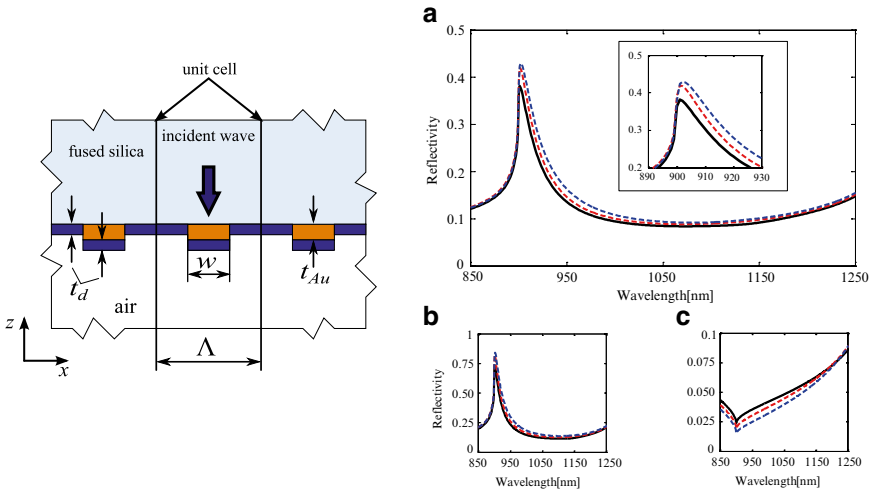 unit cell
fused silica
incident wave
w
t_d
t_Au
air
z
x
Λ
a
0.5
0.4
0.3
0.2
0.1
0
Reflectivity
850 950 1050 1150 1250
Wavelength[nm]
0.5
0.4
0.3
0.2
890 900 910 920 930
b
1
0.75
0.5
0.25
0
Reflectivity
850 950 1050 1150 1250
Wavelength[nm]
c
0.1
0.075
0.050
0.025
0
850 950 1050 1150 1250
Wavelength[nm]